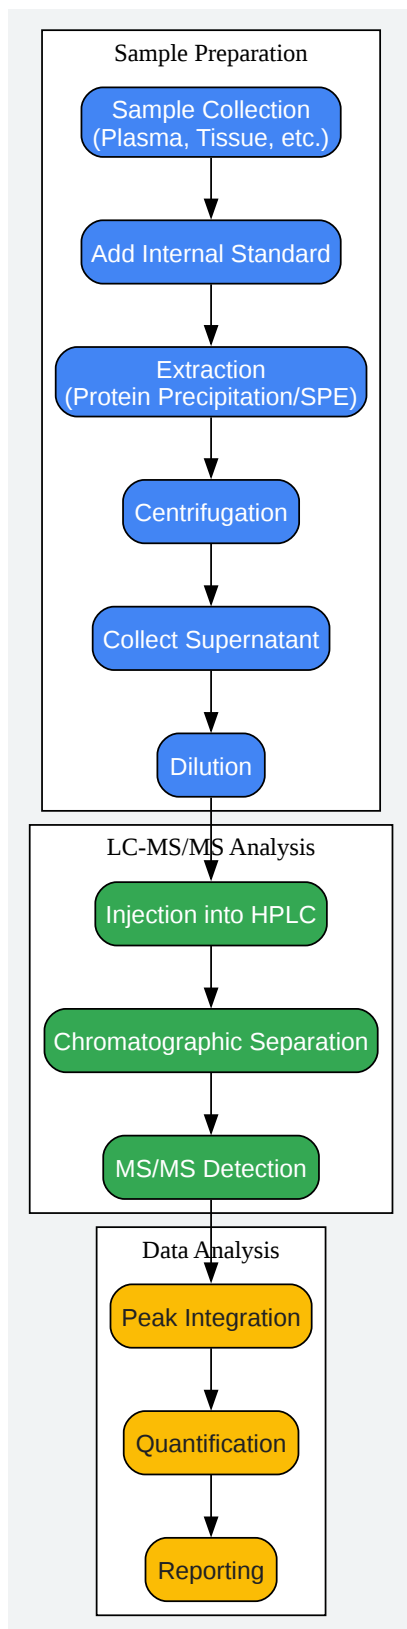 Sample Preparation
Sample Collection
(Plasma, Tissue, etc.)
Add Internal Standard
Extraction
(Protein Precipitation/SPE)
Centrifugation
Collect Supernatant
Dilution
LC-MS/MS Analysis
Injection into HPLC
Chromatographic Separation
MS/MS Detection
Data Analysis
Peak Integration
Quantification
Reporting